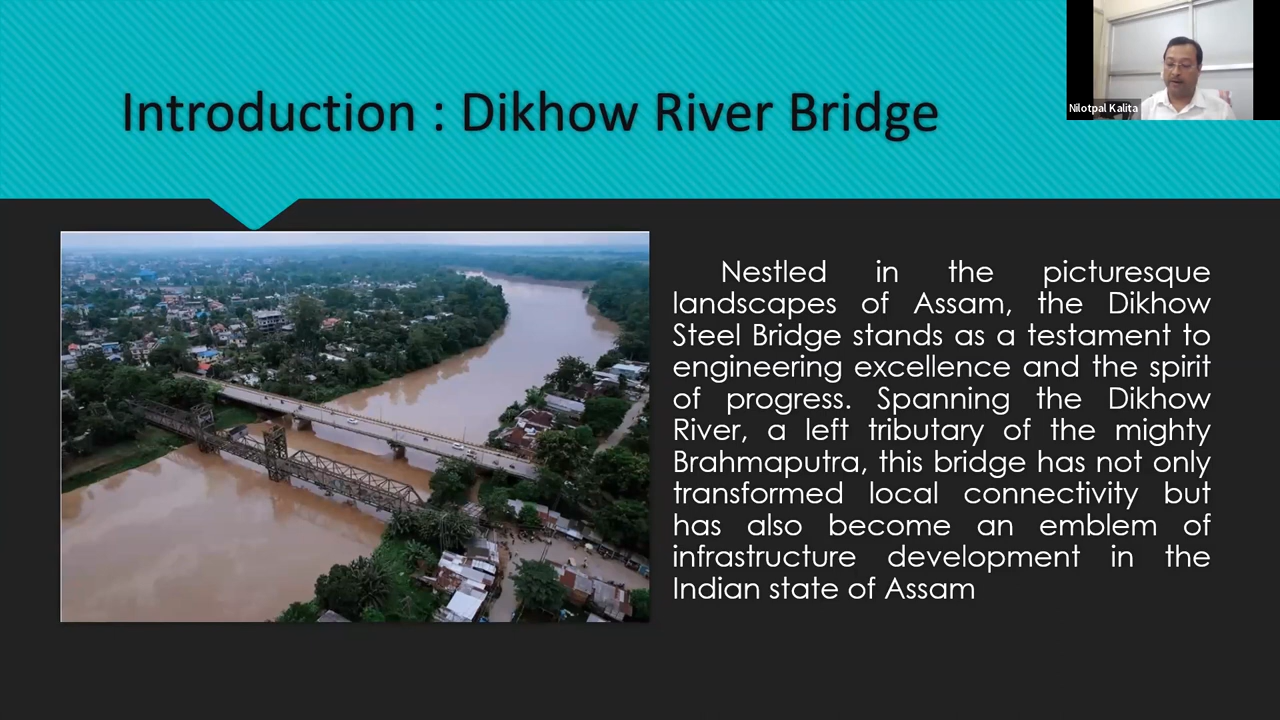 Introduction : Dikhow River Bridge
Nilotpal Kalita
Nestled in the picturesque
landscapes of Assam, the Dikhow
Steel Bridge stands as a testament to
engineering excellence and the spirit
of progress. Spanning the Dikhow
River, a left tributary of the mighty
Brahmaputra, this bridge has not only
transformed local connectivity but
has also become an emblem of
infrastructure development in the
Indian state of Assam